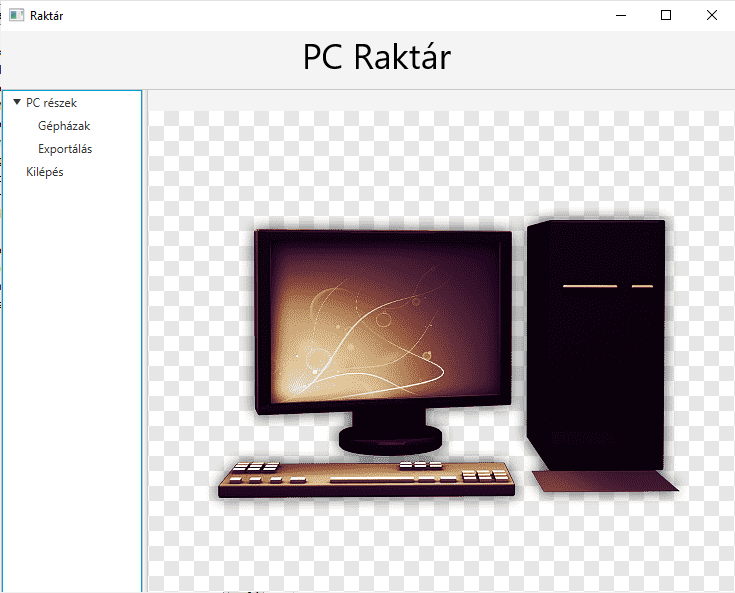 Raktár
PC Raktár
PC részek
Gépházak
Exportálás
Kilépés